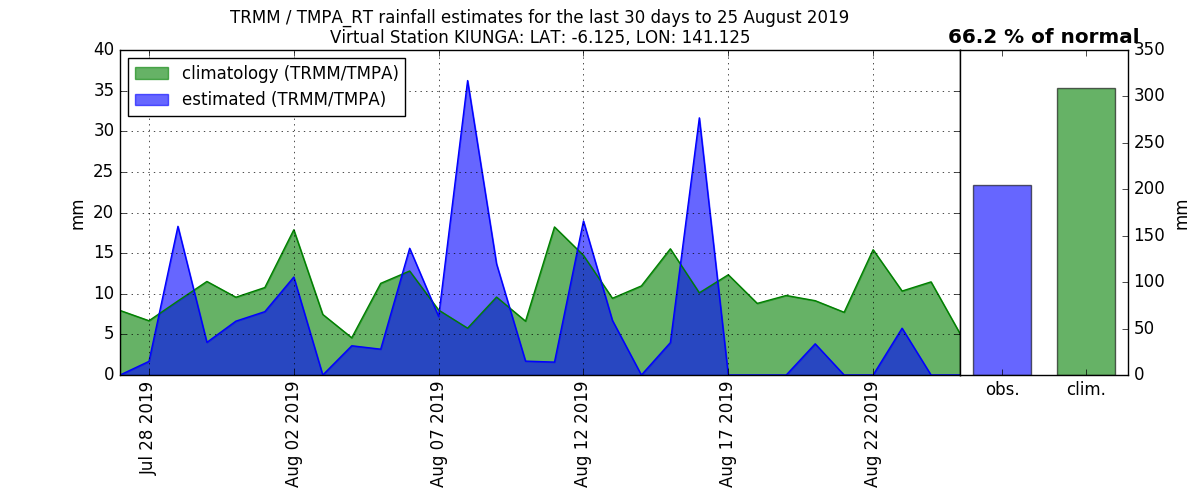 TRMM / TMPA_RT rainfall estimates for the last 30 days to 25 August 2019
Virtual Station KIUNGA: LAT: -6.125, LON: 141.125
66.2 % of normal
climatology (TRMM/TMPA)
estimated (TRMM/TMPA)
40
35
30
25
20
15
10
5
0
mm
Jul 28 2019
Aug 02 2019
Aug 07 2019
Aug 12 2019
Aug 17 2019
Aug 22 2019
350
300
250
200
150
100
50
0
mm
obs.
clim.